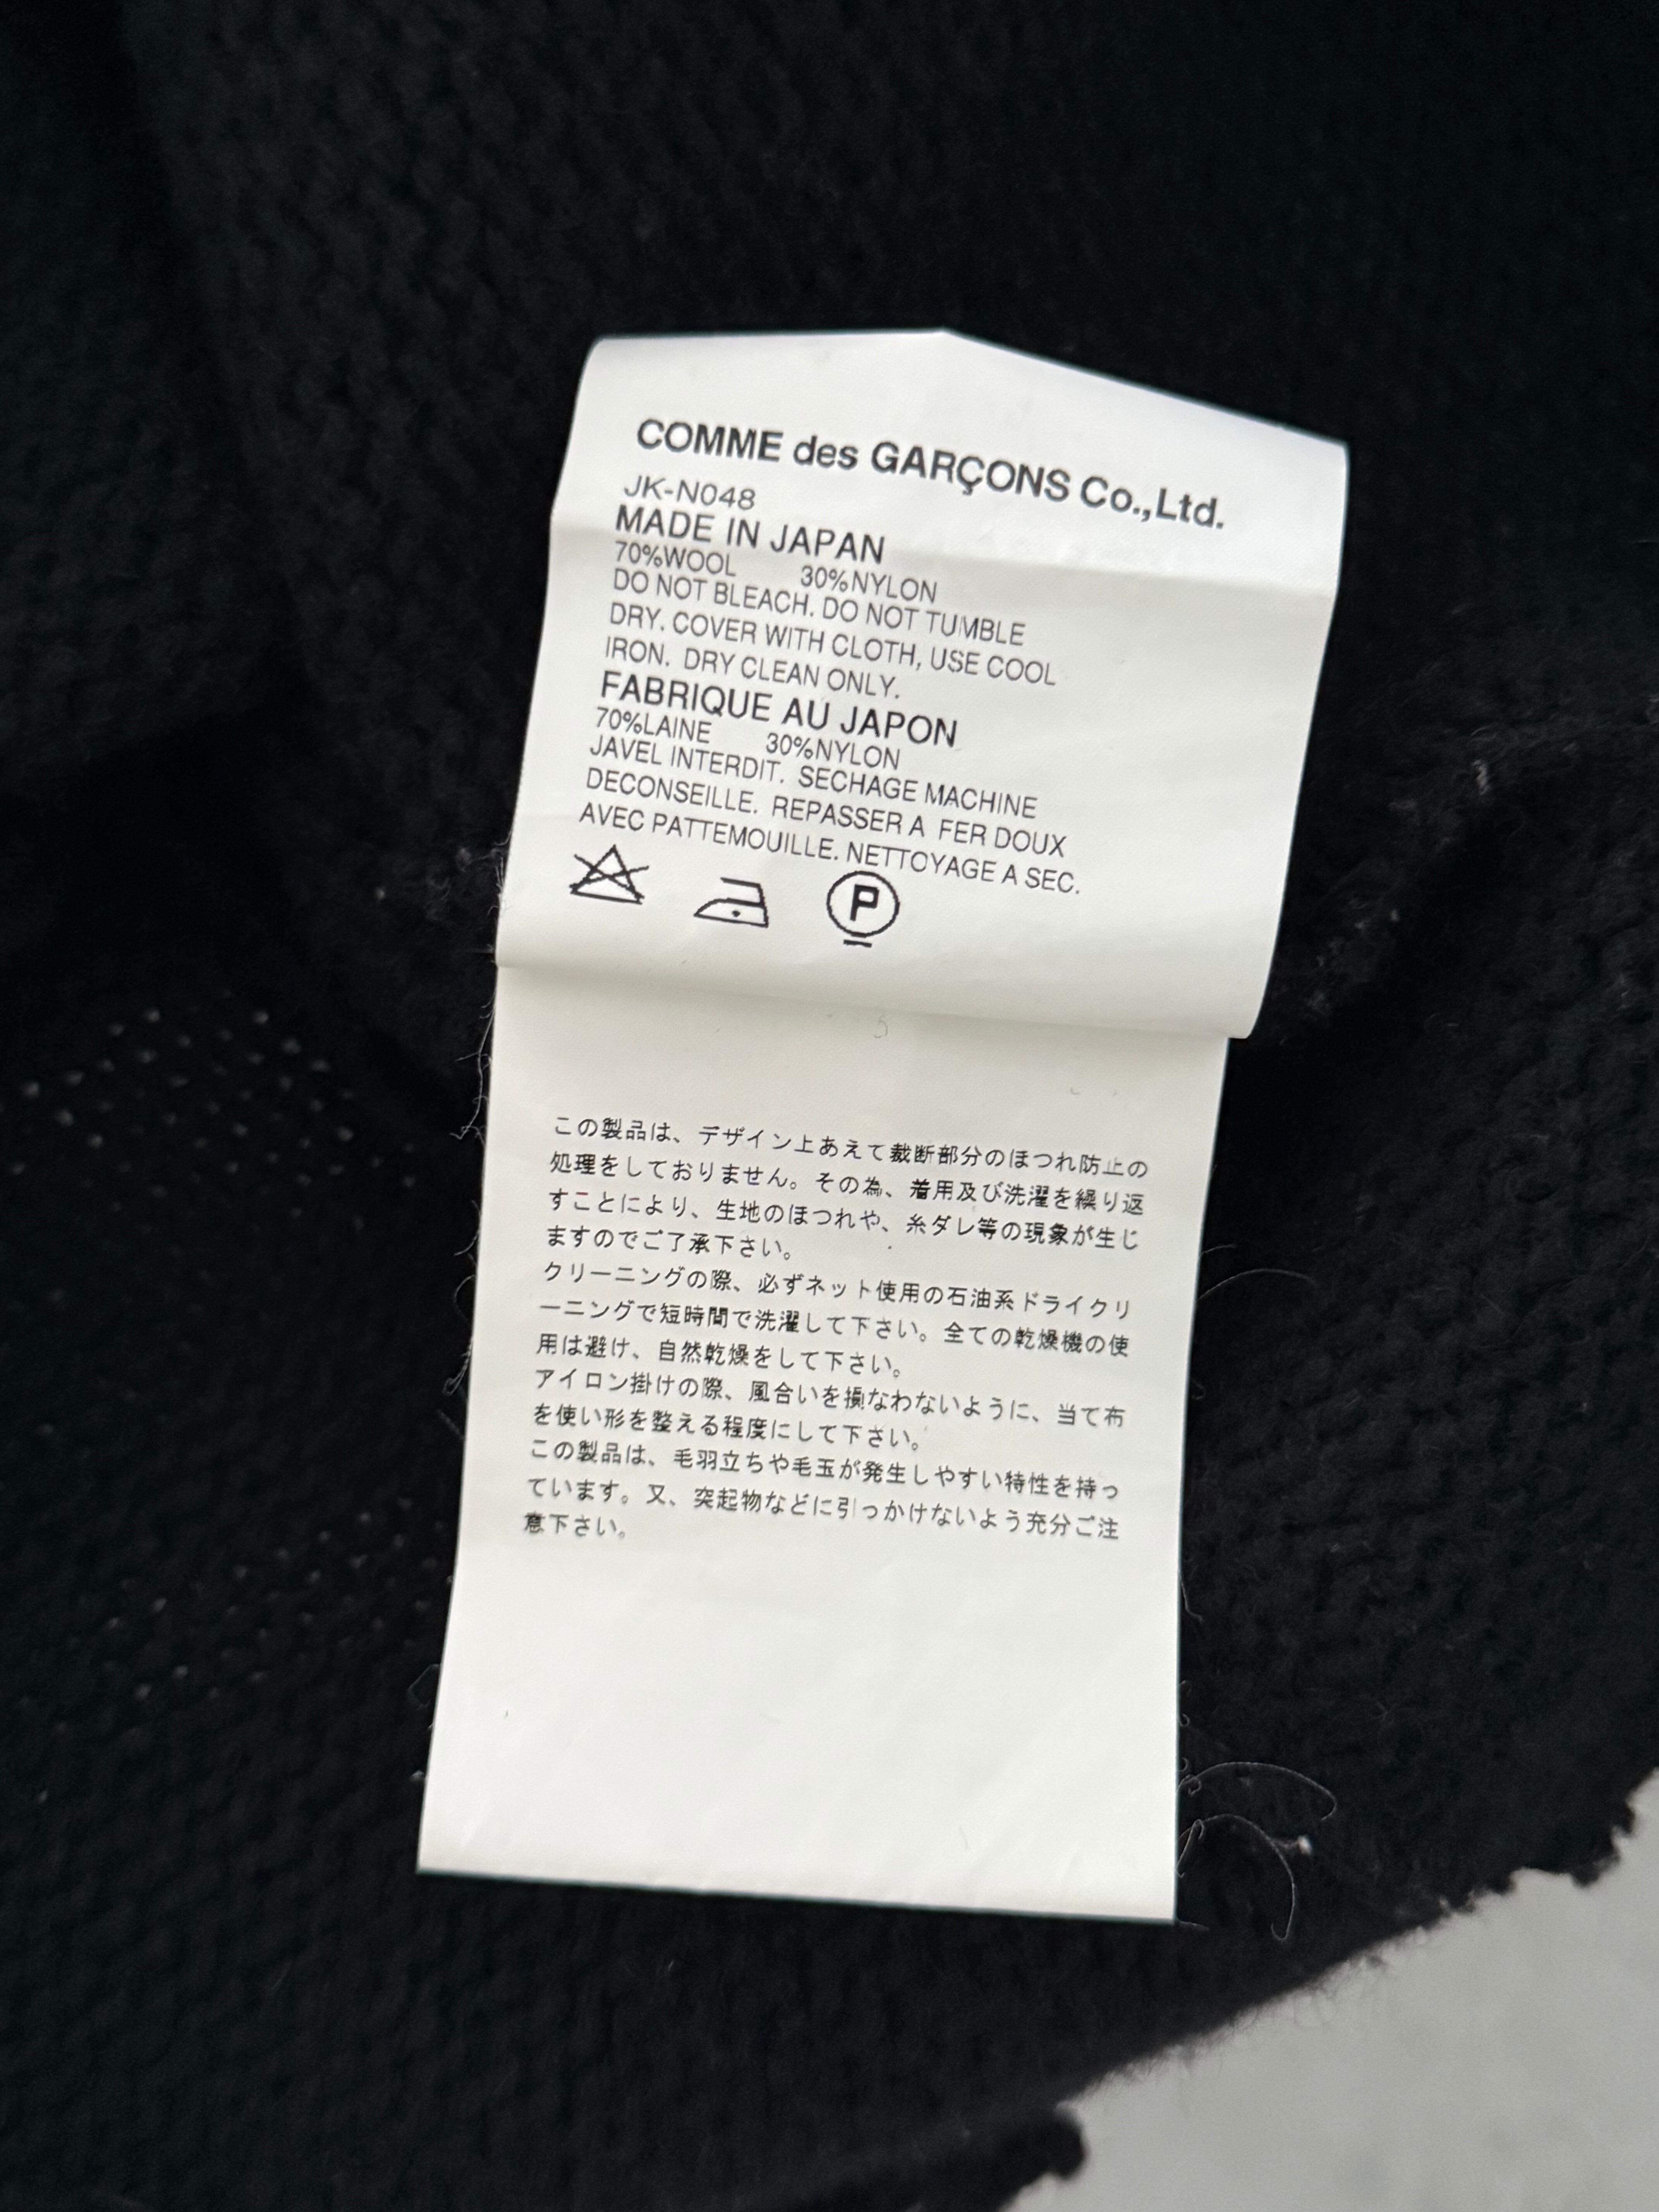 COMME des GARÇONS Co.,Ltd.
JK-N048
MADE IN JAPAN
70%WOOL 30%NYLON
DO NOT BLEACH. DO NOT TUMBLE
DRY. COVER WITH CLOTH, USE COOL
IRON. DRY CLEAN ONLY.
FABRIQUE AU JAPON
70%LAINE 30%NYLON
JAVEL INTERDIT. SECHAGE MACHINE
DECONSEILLE. REPASSER A FER DOUX
AVEC PATTEMOUILLE. NETTOYAGE A SEC.
P
この製品は、デザイン上あえて裁断部分のほつれ防止の
処理をしておりません。その為、着用及び洗濯を繰り返
すことにより、生地のほつれや、糸ダレ等の現象が生じ
ますのでご了承下さい。
クリーニングの際、必ずネット使用の石油系ドライクリ
ーニングで短時間で洗濯して下さい。全ての乾燥機の使
用は避け、自然乾燥をして下さい。
アイロン掛けの際、風合いを損なわないように、当て布
を使い形を整える程度にして下さい。
この製品は、毛羽立ちや毛玉が発生しやすい特性を持っ
ています。又、突起物などに引っかけないよう充分ご注
意下さい。